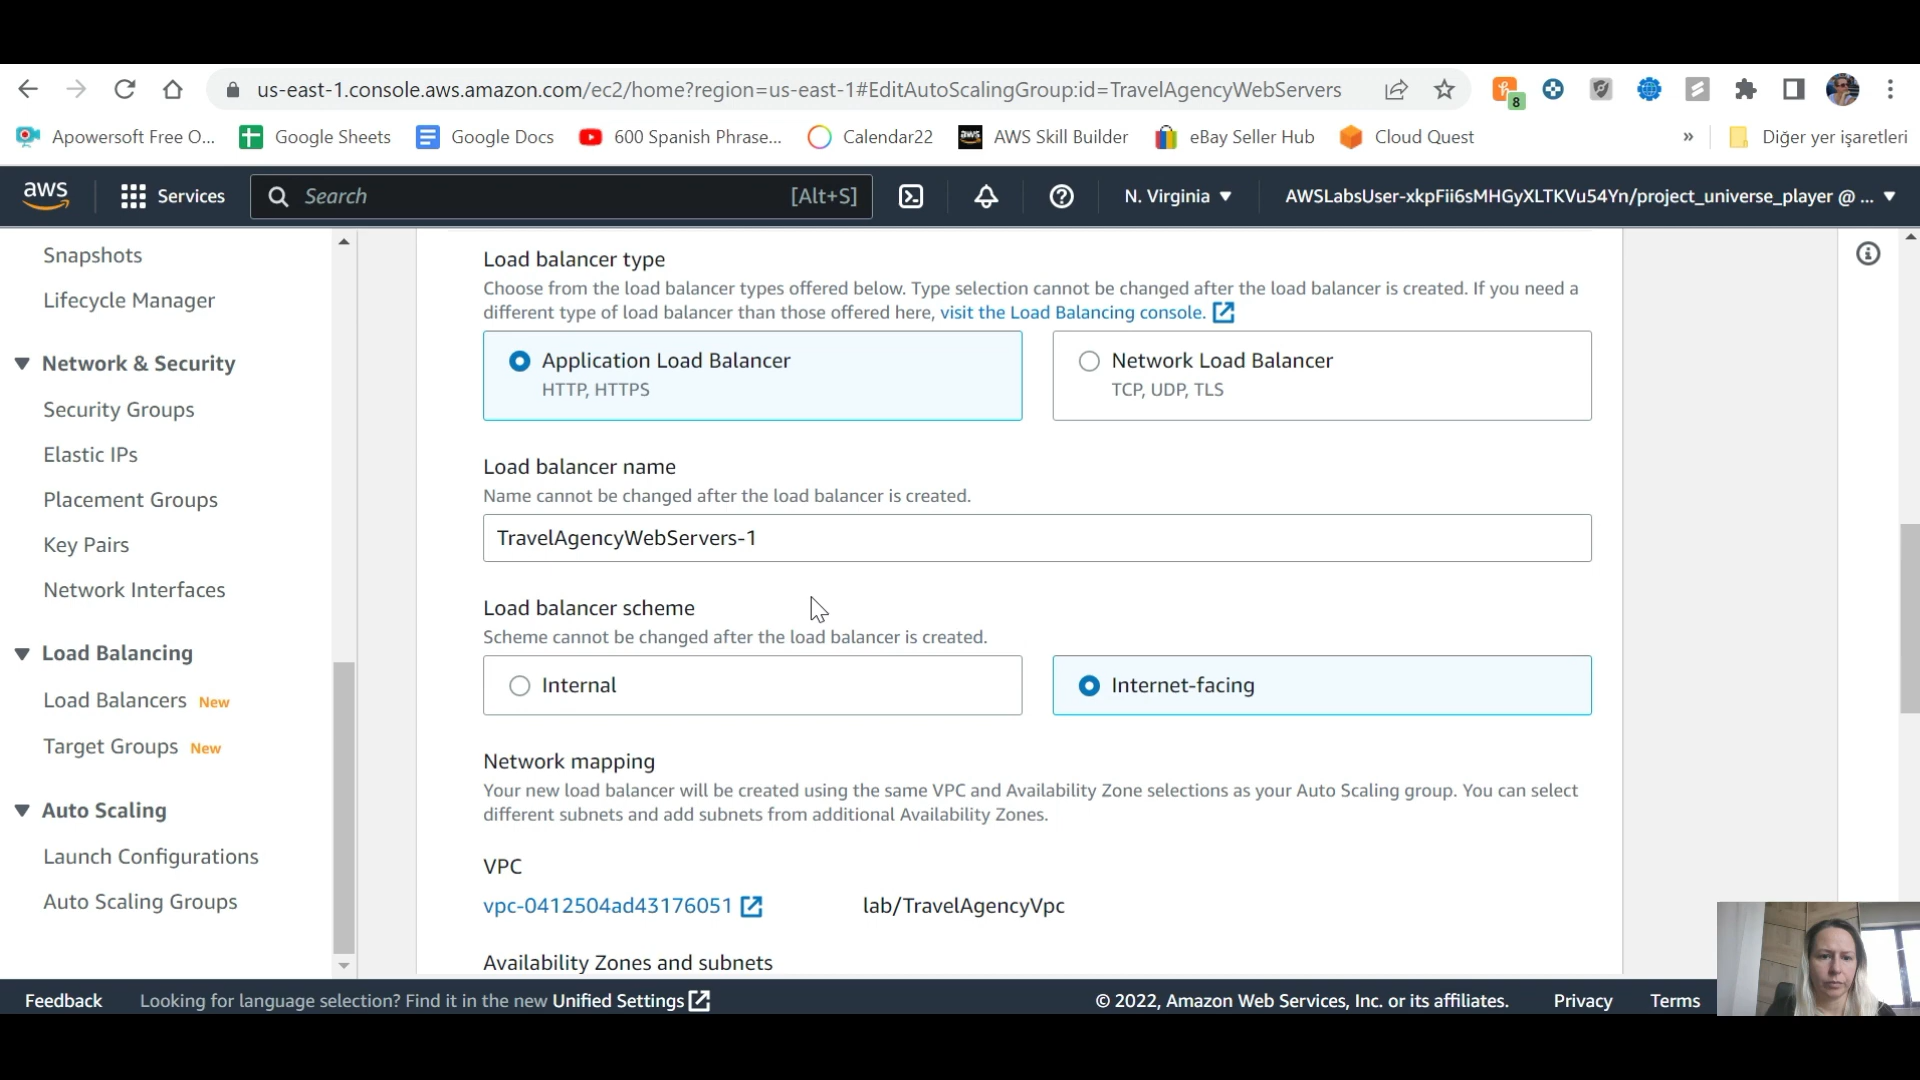 us-east-1.console.aws.amazon.com/ec2/home?region=us-east-1#EditAutoScalingGroup:id=TravelAgencyWebServers
8
Apowersoft Free O...
Google Sheets
Google Docs
600 Spanish Phrase...
Calendar22
aws
AWS Skill Builder
eBay Seller Hub
Cloud Quest
»
Diğer yer işaretleri
aws
Services
Search
[Alt+S]
N. Virginia
AWSLabsUser-xkpFii6sMHGyXLTKVu54Yn/project_universe_player @ ...
Snapshots
Lifecycle Manager
Network & Security
Security Groups
Elastic IPs
Placement Groups
Key Pairs
Network Interfaces
Load Balancing
Load Balancers New
Target Groups New
Auto Scaling
Launch Configurations
Auto Scaling Groups
Load balancer type
Choose from the load balancer types offered below. Type selection cannot be changed after the load balancer is created. If you need a
different type of load balancer than those offered here, visit the Load Balancing console.
Application Load Balancer
HTTP, HTTPS
Network Load Balancer
TCP, UDP, TLS
Load balancer name
Name cannot be changed after the load balancer is created.
TravelAgencyWebServers-1
Load balancer scheme
Scheme cannot be changed after the load balancer is created.
Internal
Internet-facing
Network mapping
Your new load balancer will be created using the same VPC and Availability Zone selections as your Auto Scaling group. You can select
different subnets and add subnets from additional Availability Zones.
VPC
vpc-0412504ad43176051
lab/TravelAgencyVpc
Availability Zones and subnets
Feedback
Looking for language selection? Find it in the new Unified Settings
© 2022, Amazon Web Services, Inc. or its affiliates.
Privacy
Terms